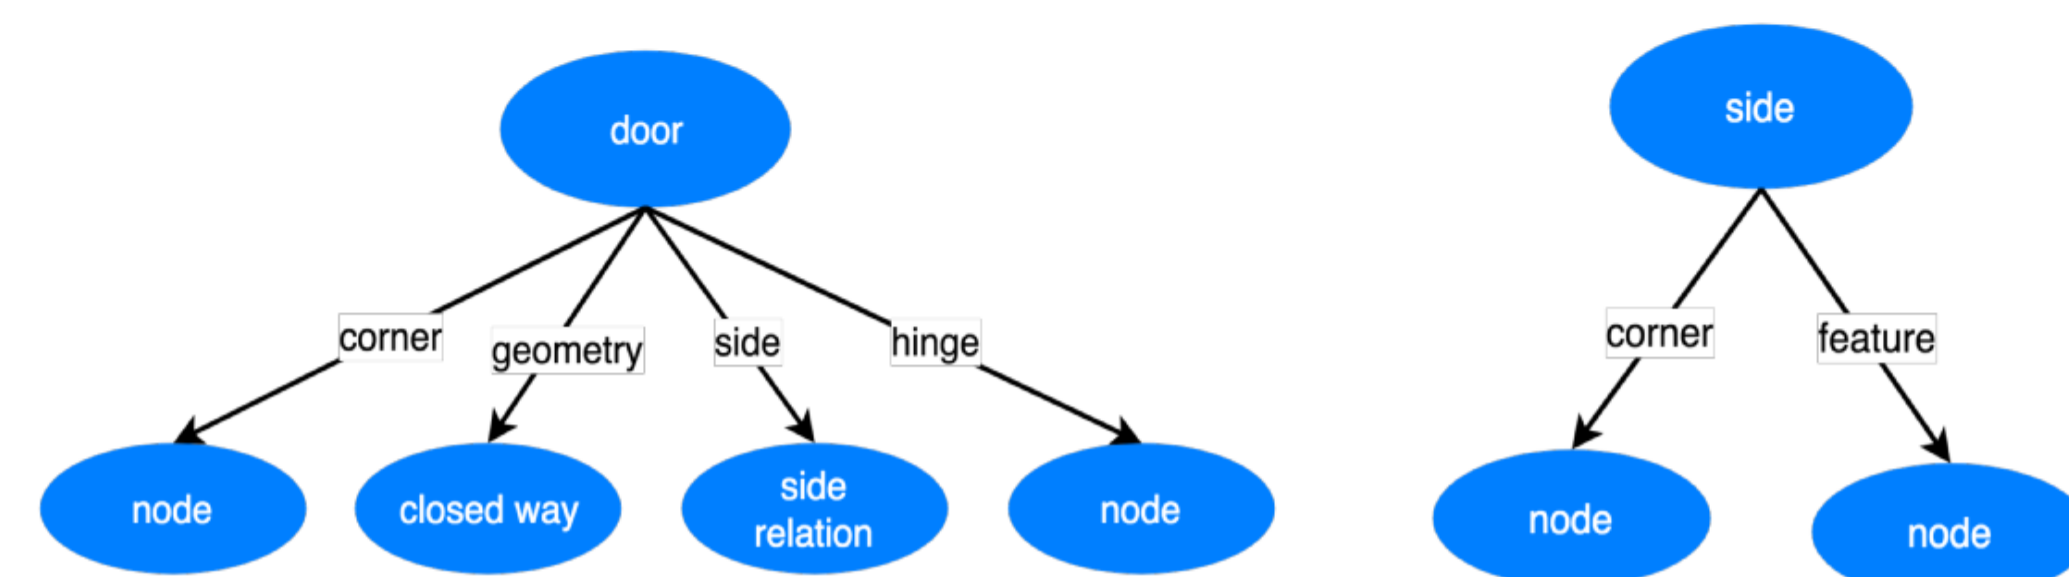 door
side
corner
geometry
side
hinge
corner
feature
node
closed way
side
relation
node
node
node